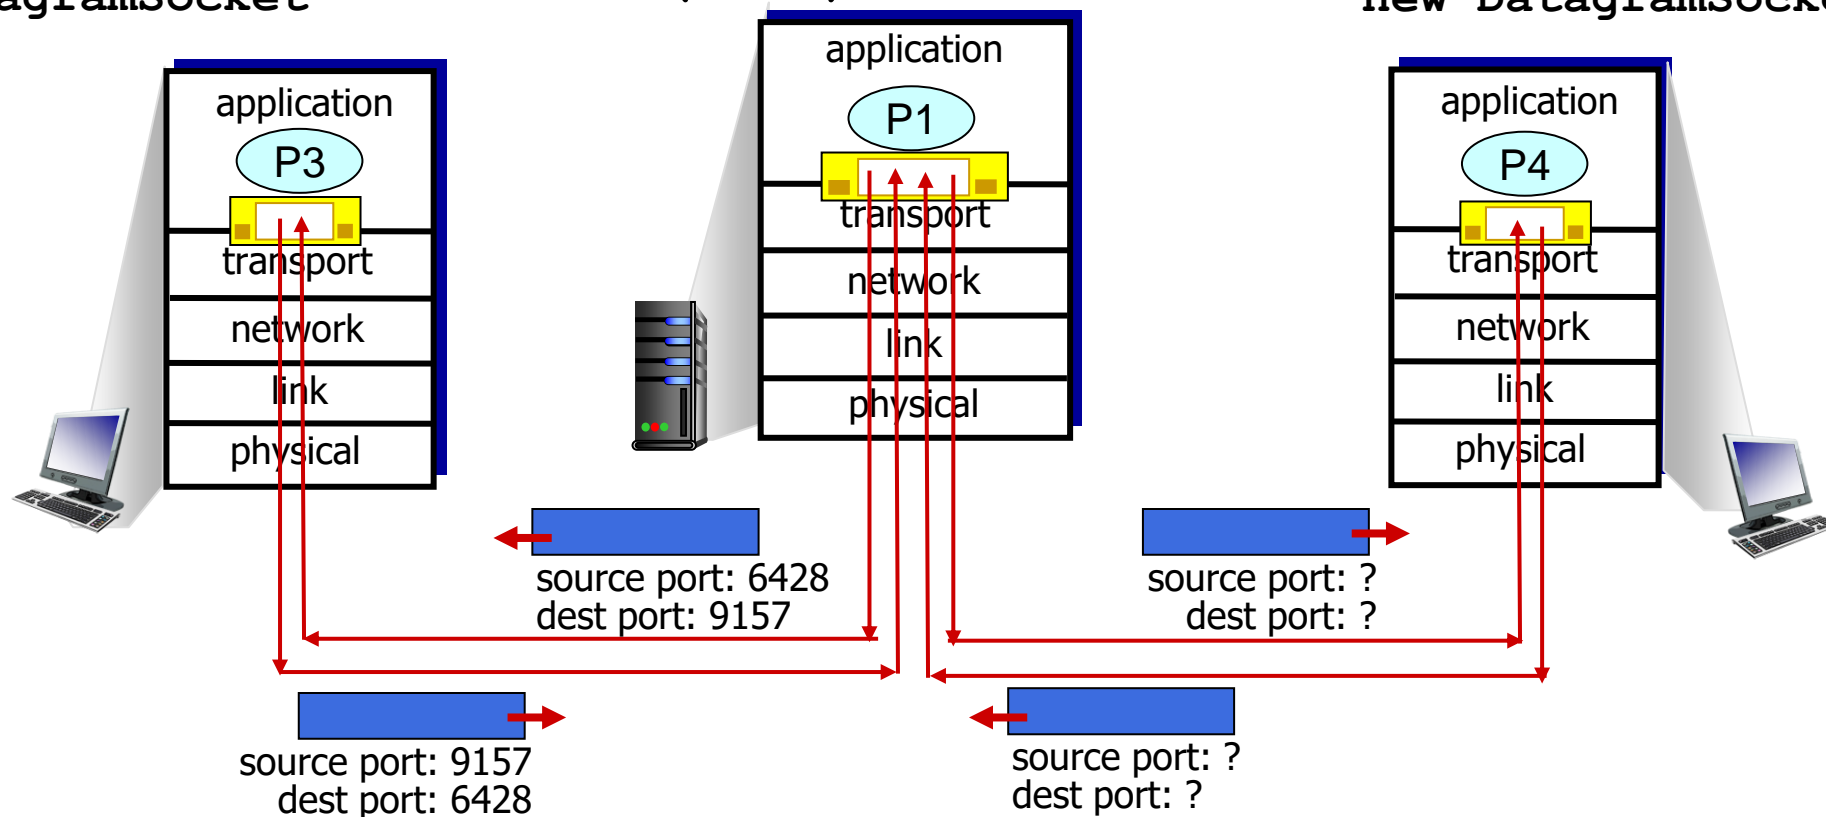 application
P3
transport
network
link
physical
application
P1
transport
network
link
physical
application
P4
transport
network
link
physical
source port: 6428
dest port: 9157
source port: ?
dest port: ?
source port: 9157
dest port: 6428
source port: ?
dest port: ?